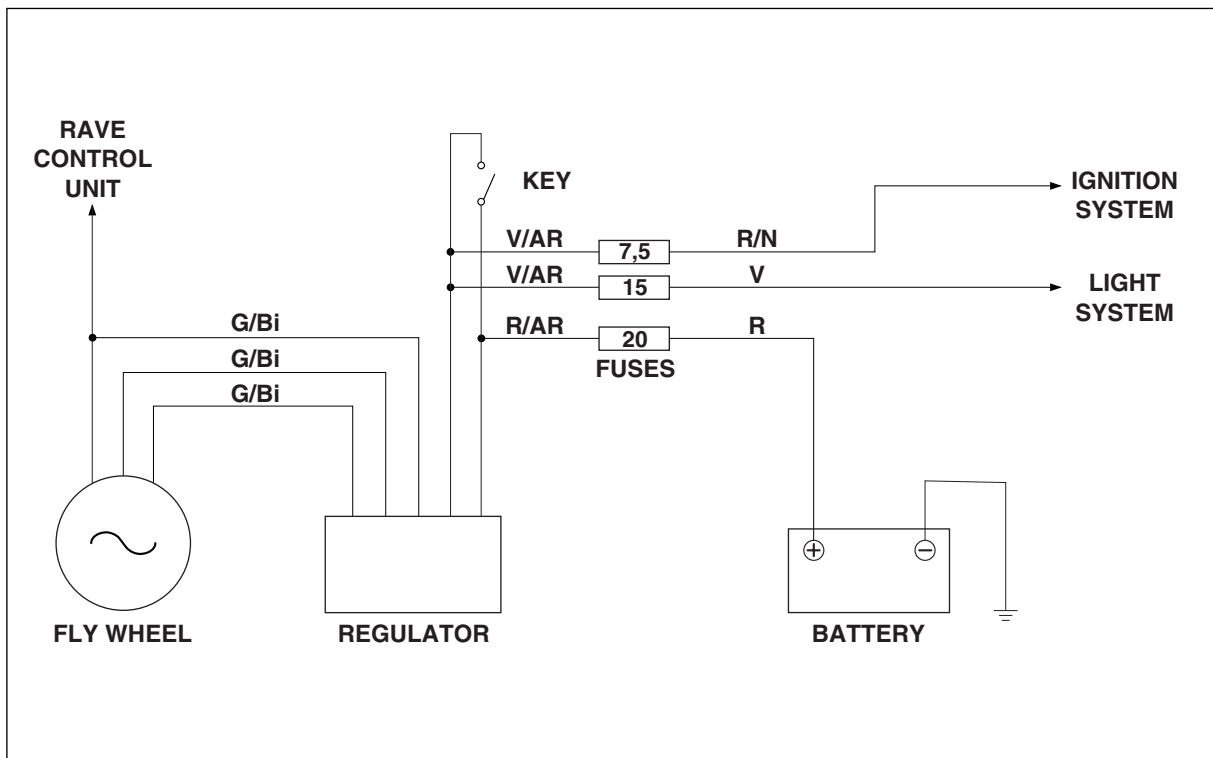 RAVE
CONTROL
UNIT
KEY
IGNITION
SYSTEM
V/AR
7,5
R/N
V/AR
15
V
LIGHT
SYSTEM
G/Bi
R/AR
20
R
FUSES
G/Bi
G/Bi
+
−
FLY WHEEL
REGULATOR
BATTERY